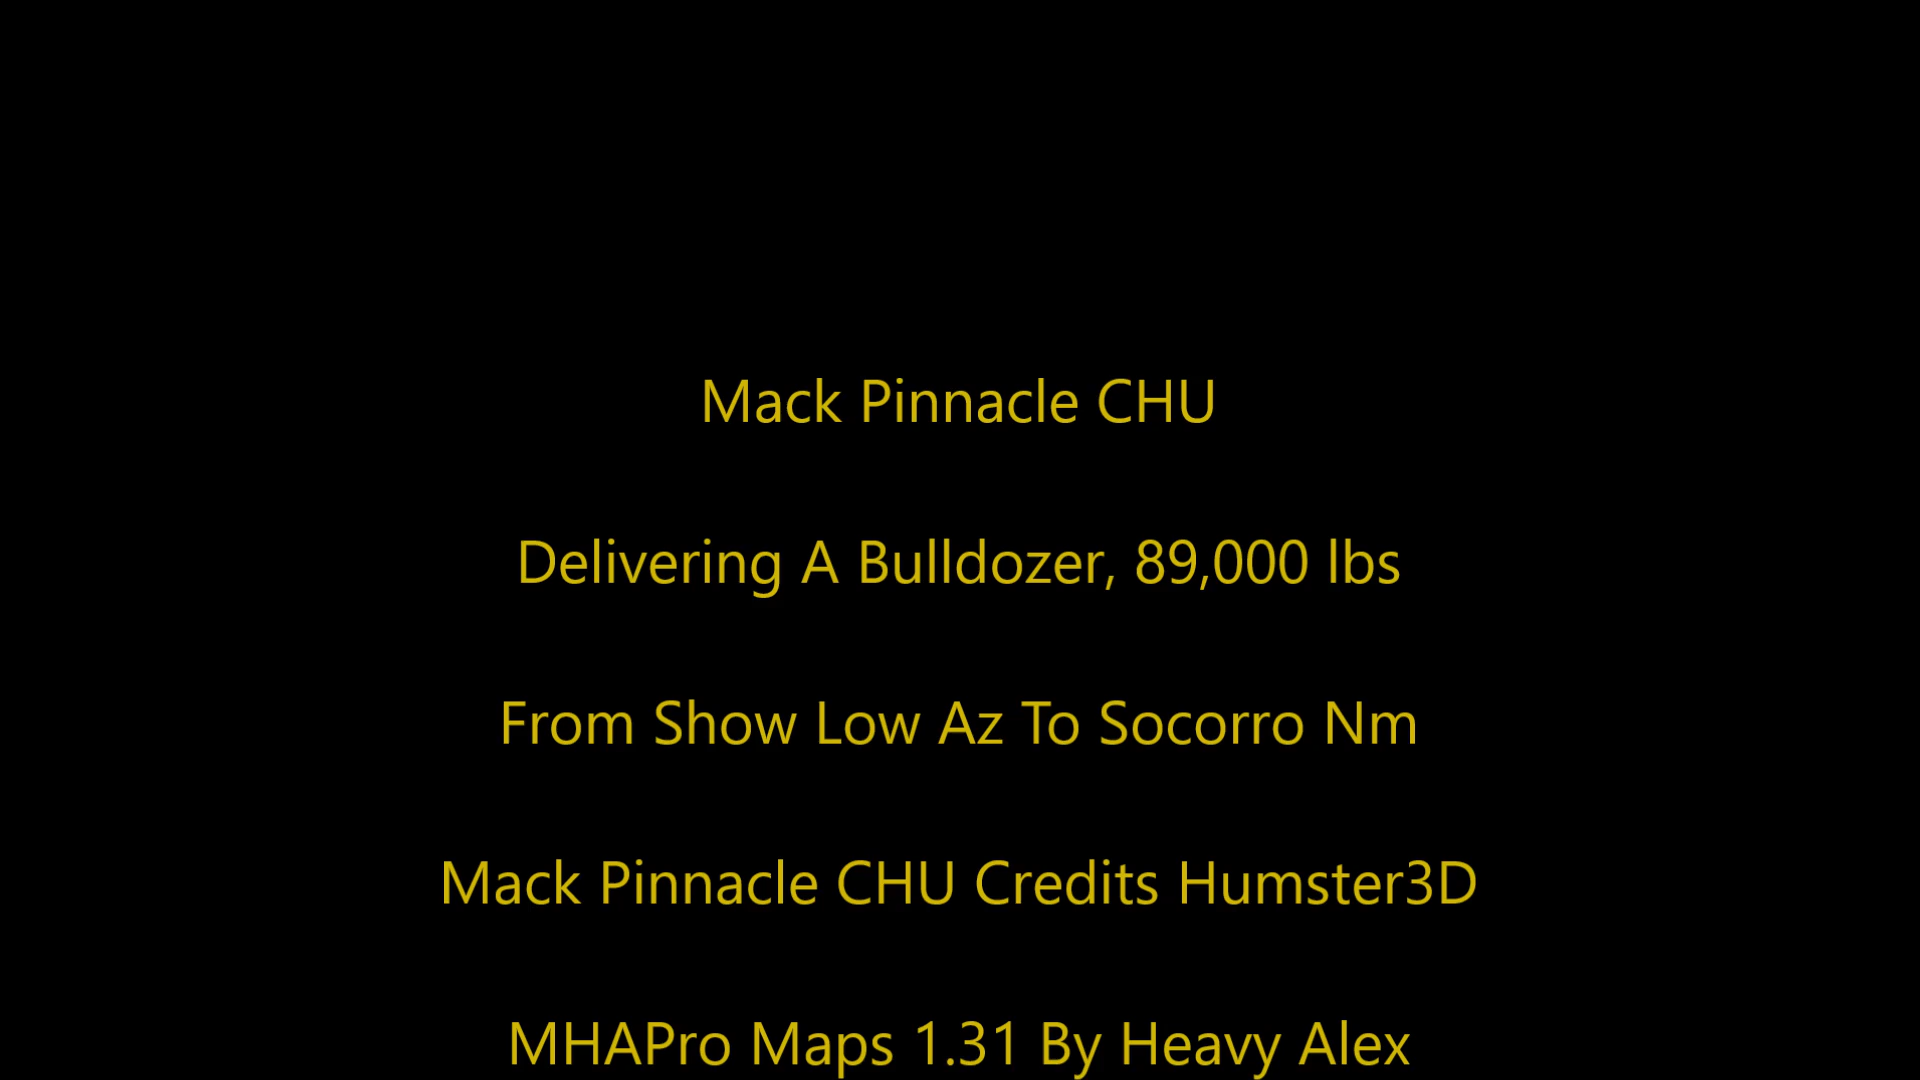 Mack Pinnacle CHU
Delivering A Bulldozer, 89,000 lbs
From Show Low Az To Socorro Nm
Mack Pinnacle CHU Credits Humster3D
MHAPro Maps 1.31 By Heavy Alex